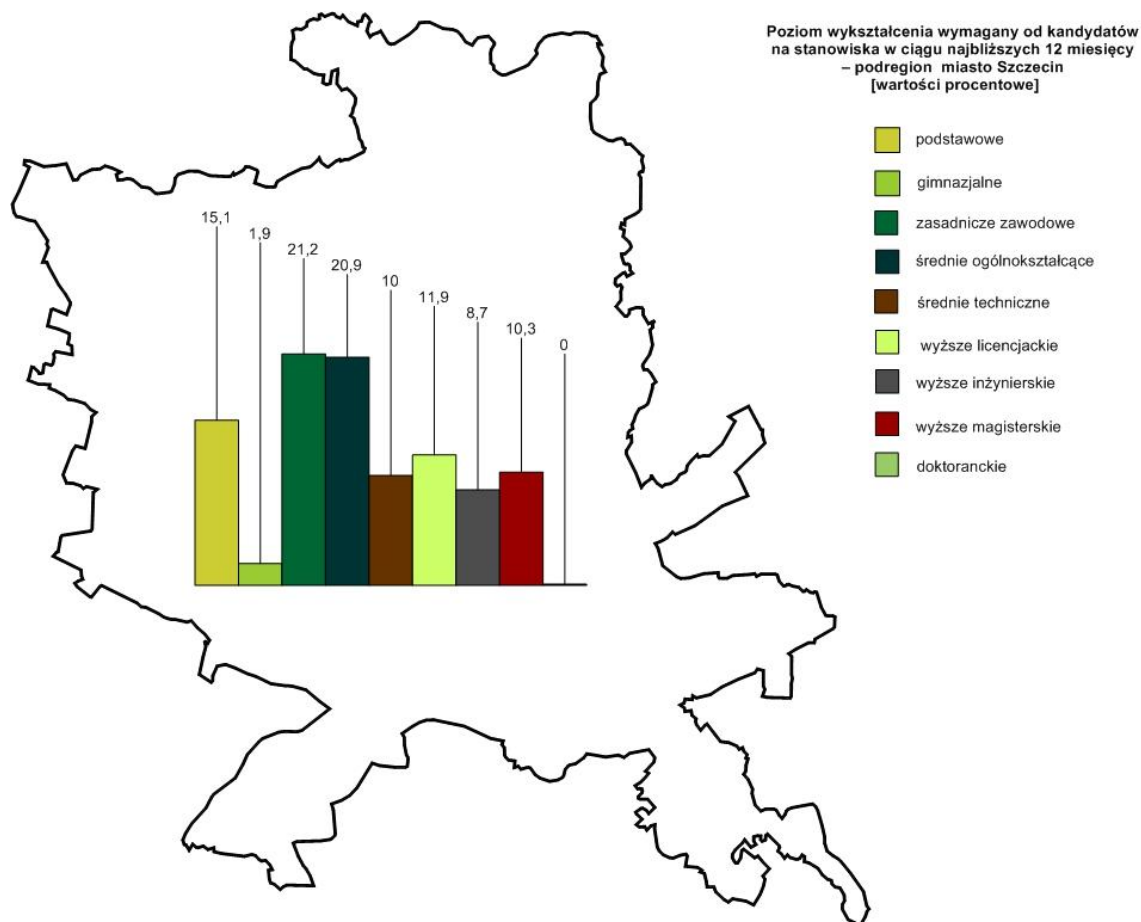 Poziom wykształcenia wymagany od kandydatów
na stanowiska w ciągu najbliższych 12 miesięcy
– podregion miasto Szczecin
[wartości procentowe]
podstawowe
gimnazjalne
zasadnicze zawodowe
średnie ogólnokształcące
średnie techniczne
wyższe licencjackie
wyższe inżynierskie
wyższe magisterskie
doktoranckie
15,1
1,9
21,2
20,9
10
11,9
8,7
10,3
0